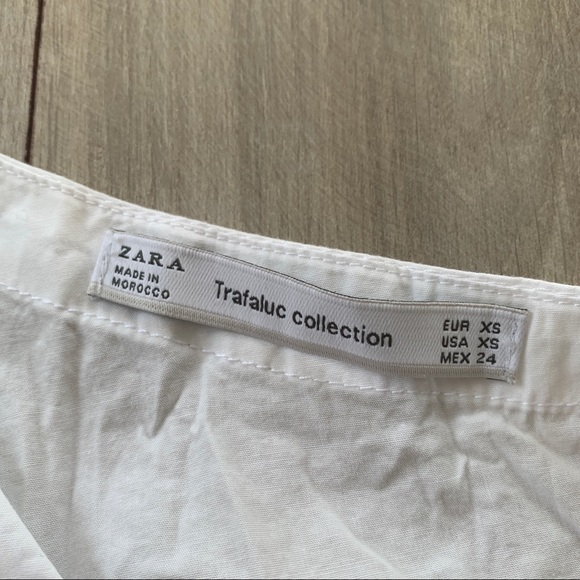 ZARA
MADE IN
MOROCCO
Trafaluc collection
EUR XS
USA XS
MEX 24